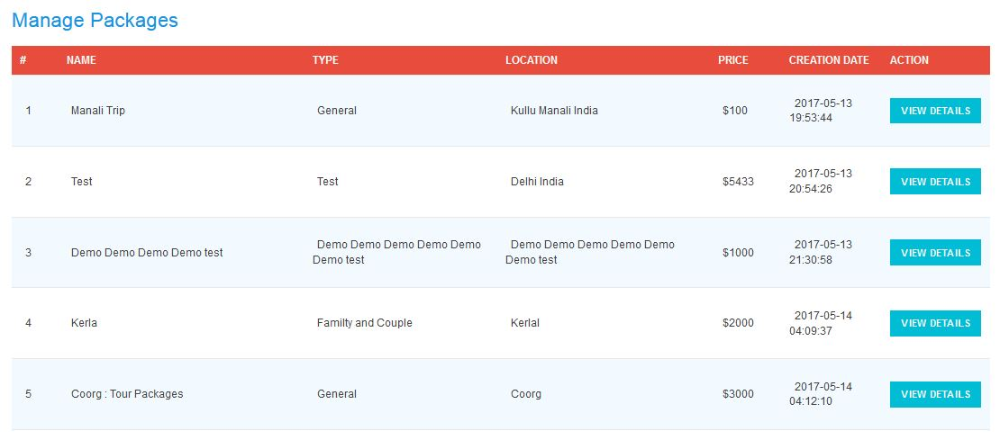 Manage Packages
# NAME TYPE LOCATION PRICE CREATION DATE ACTION
1 Manali Trip General Kullu Manali India $100 2017-05-13 VIEW DETAILS
19:53:44
2 Test Test Delhi India $5433 2017-05-13 VIEW DETAILS
20:54:26
3 Demo Demo Demo Demo test Demo Demo Demo Demo Demo Demo Demo Demo Demo Demo $1000 2017-05-13 VIEW DETAILS
Demo test Demo test 21:30:58
4 Kerla Familty and Couple Kerlal $2000 2017-05-14 VIEW DETAILS
04:09:37
5 Coorg : Tour Packages General Coorg $3000 2017-05-14 VIEW DETAILS
04:12:10